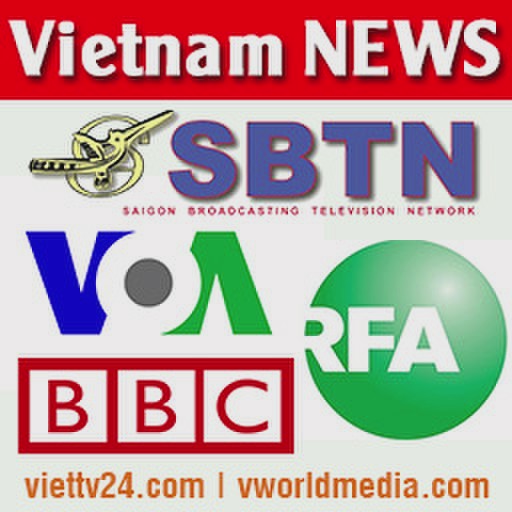 Vietnam NEWS
SBTN
SAIGON BROADCASTING TELEVISION NETWORK
VOA
RFA
BBC
viettv24.com | vworldmedia.com